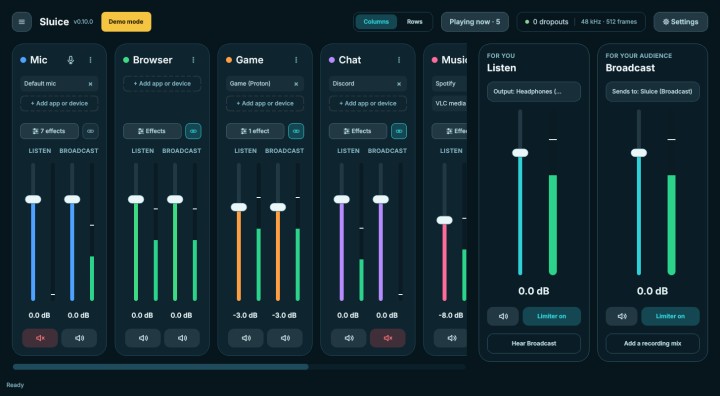 Sluice v0.10.0 Demo mode Columns Rows Playing now · 5 0 dropouts 48 kHz · 512 frames Settings
Mic
Default mic ×
+ Add app or device
7 effects
LISTEN BROADCAST
0.0 dB 0.0 dB
Browser
+ Add app or device
Effects
LISTEN BROADCAST
0.0 dB 0.0 dB
Game
Game (Proton) ×
+ Add app or device
1 effect
LISTEN BROADCAST
-3.0 dB -3.0 dB
Chat
Discord ×
+ Add app or device
Effects
LISTEN BROADCAST
0.0 dB 0.0 dB
Music
Spotify
VLC media
Effe
LISTEN
-8.0 dB
FOR YOU
Listen
Output: Headphones (...
0.0 dB
Limiter on
Hear Broadcast
FOR YOUR AUDIENCE
Broadcast
Sends to: Sluice (Broadcast)
0.0 dB
Limiter on
Add a recording mix
Ready